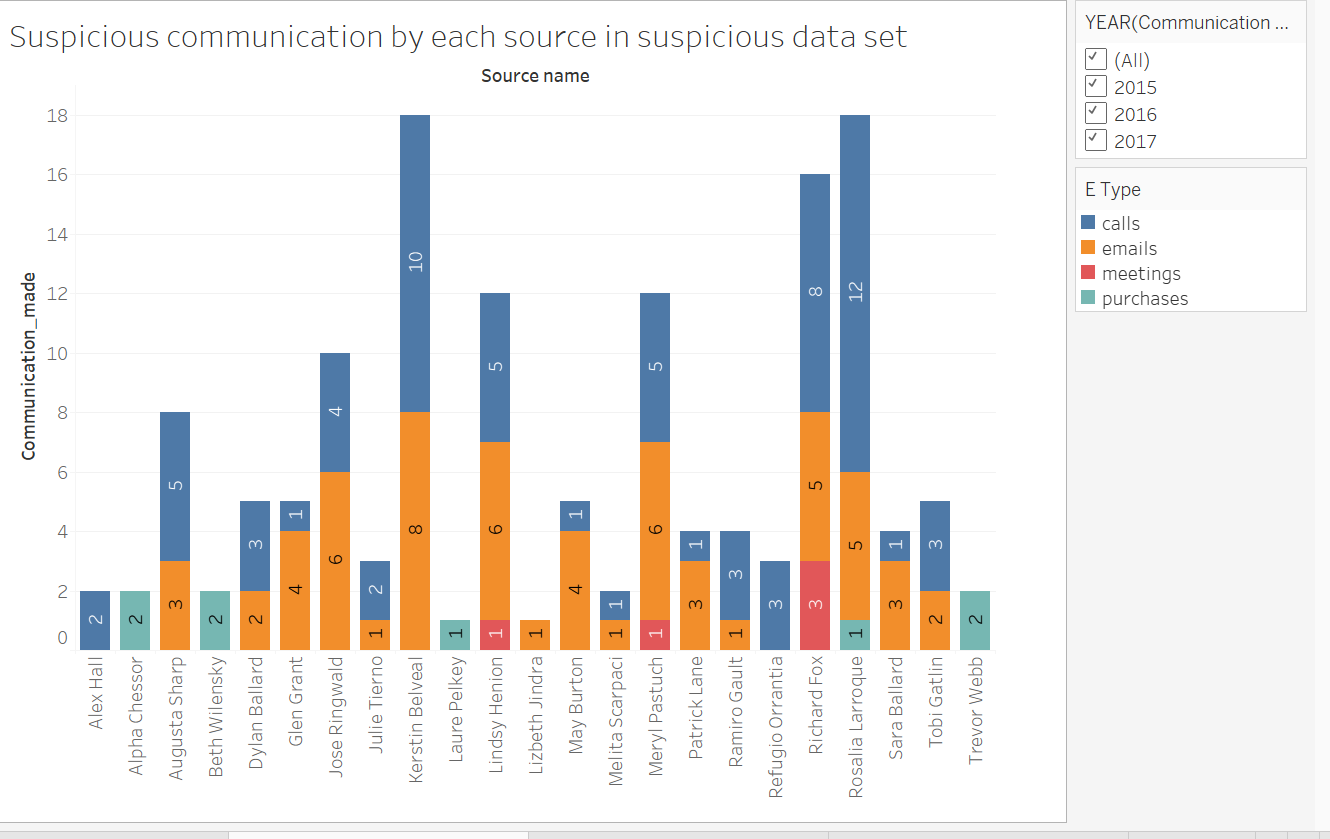 Suspicious communication by each source in suspicious data set
Source name
Communication_made
18
16
14
12
10
8
6
4
2
0
2
2
5
3
2
3
2
1
4
4
6
2
1
10
8
1
5
6
1
1
1
4
1
1
5
6
1
1
3
3
1
3
8
5
3
12
5
1
1
3
3
2
2
Alex Hall
Alpha Chessor
Augusta Sharp
Beth Wilensky
Dylan Ballard
Glen Grant
Jose Ringwald
Julie Tierno
Kerstin Belveal
Laure Pelkey
Lindsy Henion
Lizbeth Jindra
May Burton
Melita Scarpaci
Meryl Pastuch
Patrick Lane
Ramiro Gault
Refugio Orrantia
Richard Fox
Rosalia Larroque
Sara Ballard
Tobi Gatlin
Trevor Webb
YEAR(Communication ...
(All)
2015
2016
2017
E Type
calls
emails
meetings
purchases